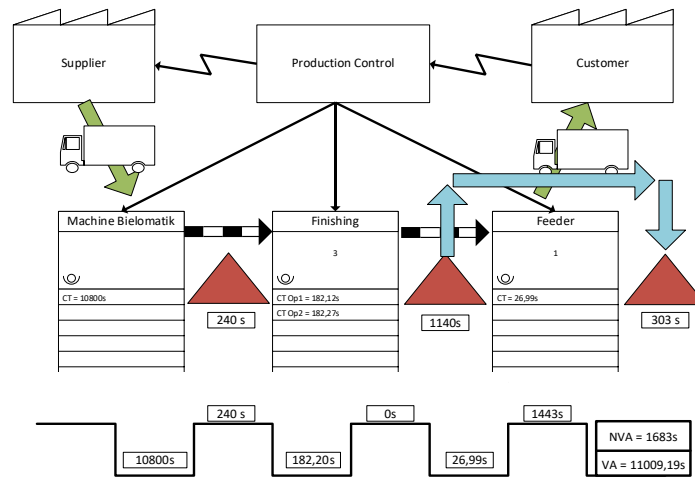 Supplier
Production Control
Customer
Machine Bielomatik
Finishing
Feeder
3
1
CT = 10800s
CT Op1 = 182,12s
CT Op2 = 182,27s
CT = 26,99s
240 s
1140s
303 s
240 s
0s
1443s
10800s
182,20s
26,99s
NVA = 1683s
VA = 11009,19s